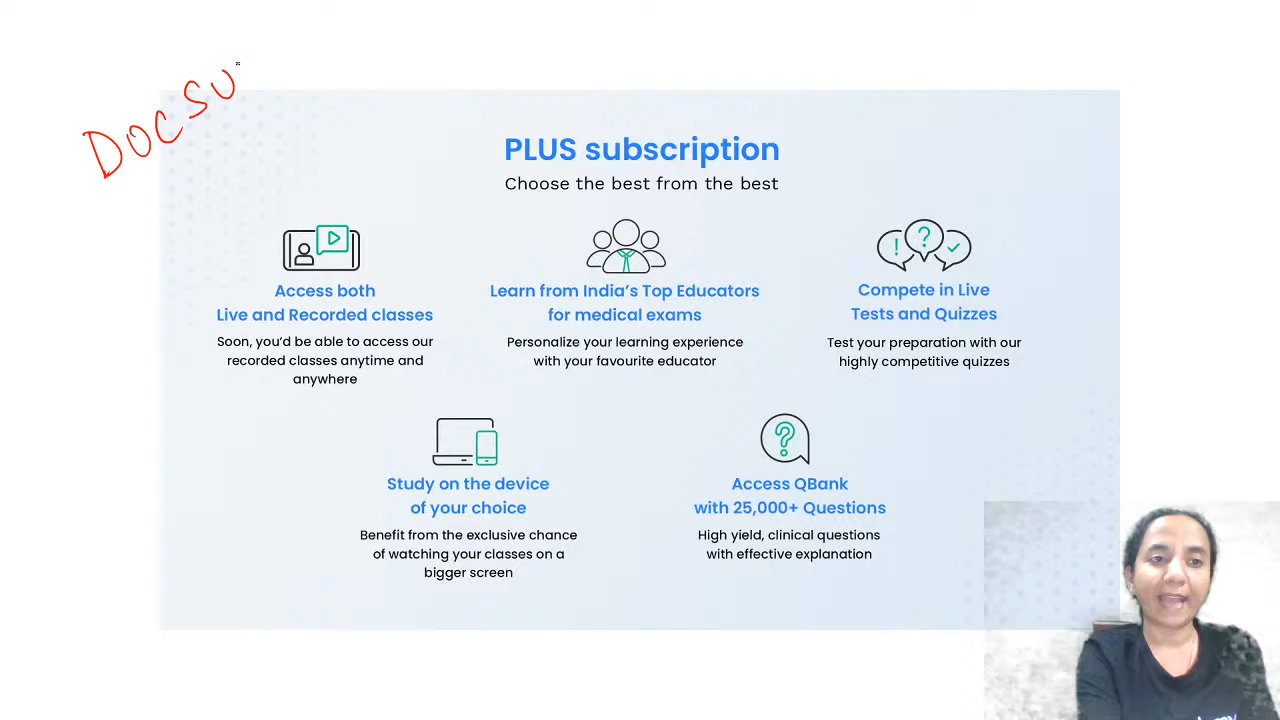 DOCSU
PLUS subscription
Choose the best from the best
Access both
Live and Recorded classes
Soon, you'd be able to access our
recorded classes anytime and
anywhere
Learn from India's Top Educators
for medical exams
Personalize your learning experience
with your favourite educator
Compete in Live
Tests and Quizzes
Test your preparation with our
highly competitive quizzes
Study on the device
of your choice
Benefit from the exclusive chance
of watching your classes on a
bigger screen
Access QBank
with 25,000+ Questions
High yield, clinical questions
with effective explanation